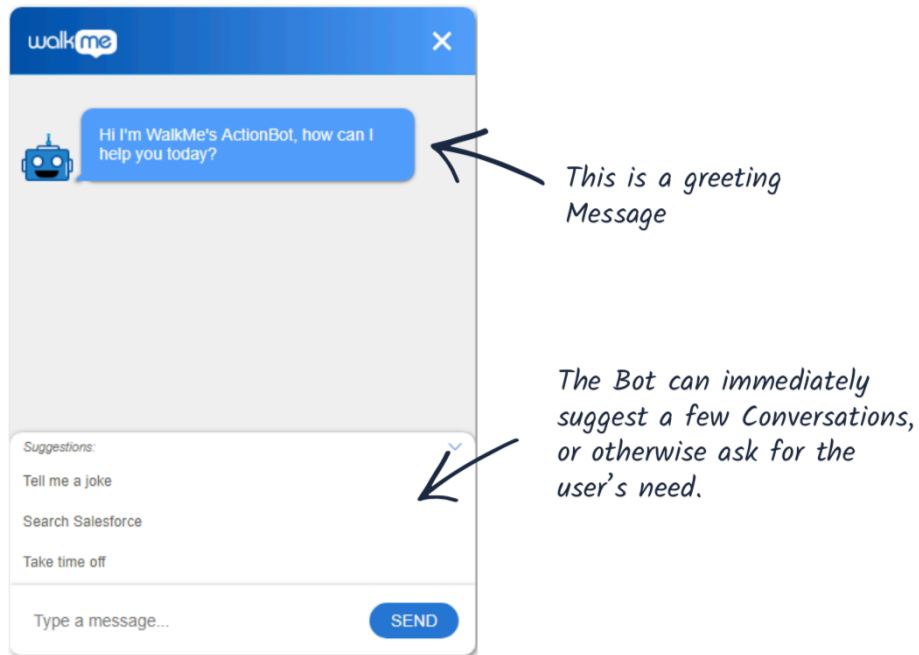 walkme
Hi I'm WalkMe's ActionBot, how can I
help you today?
This is a greeting
Message
The Bot can immediately
suggest a few Conversations,
or otherwise ask for the
user's need.
Suggestions:
Tell me a joke
Search Salesforce
Take time off
Type a message...
SEND